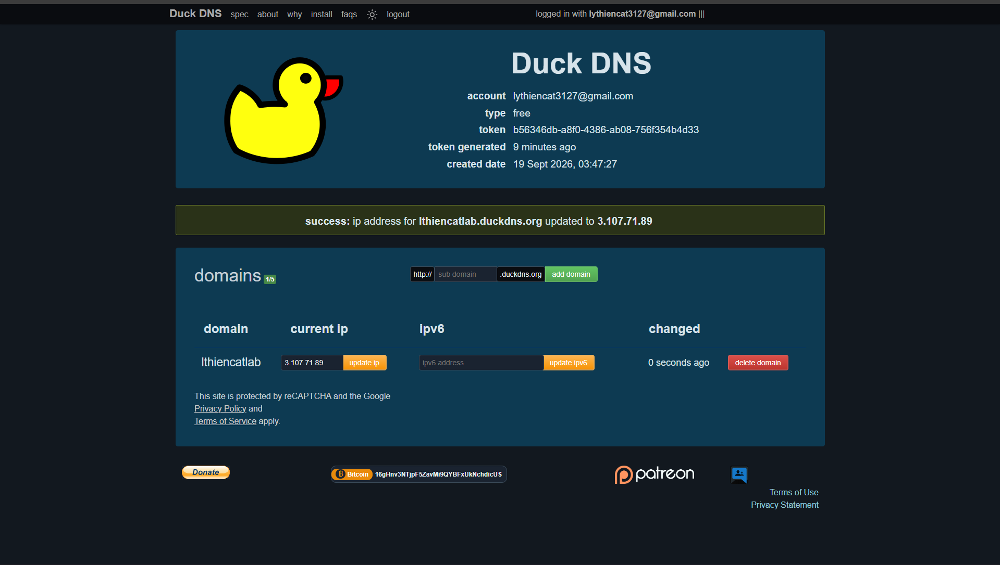 Duck DNS spec about why install faqs logout logged in with lythiencat3127@gmail.com |||
Duck DNS
account lythiencat3127@gmail.com
type free
token b56346db-a8f0-4386-ab08-756f354b4d33
token generated 9 minutes ago
created date 19 Sept 2026, 03:47:27
success: ip address for lthiencatlab.duckdns.org updated to 3.107.71.89
domains 1/5 http:// sub domain .duckdns.org add domain
domain current ip ipv6 changed
lthiencatlab 3.107.71.89 update ip ipv6 address update ipv6 0 seconds ago delete domain
This site is protected by reCAPTCHA and the Google
Privacy Policy and
Terms of Service apply.
Donate Bitcoin 16gHnv3NTjpF5ZavMi9QYBFxUkNchdicUS patreon
Terms of Use
Privacy Statement